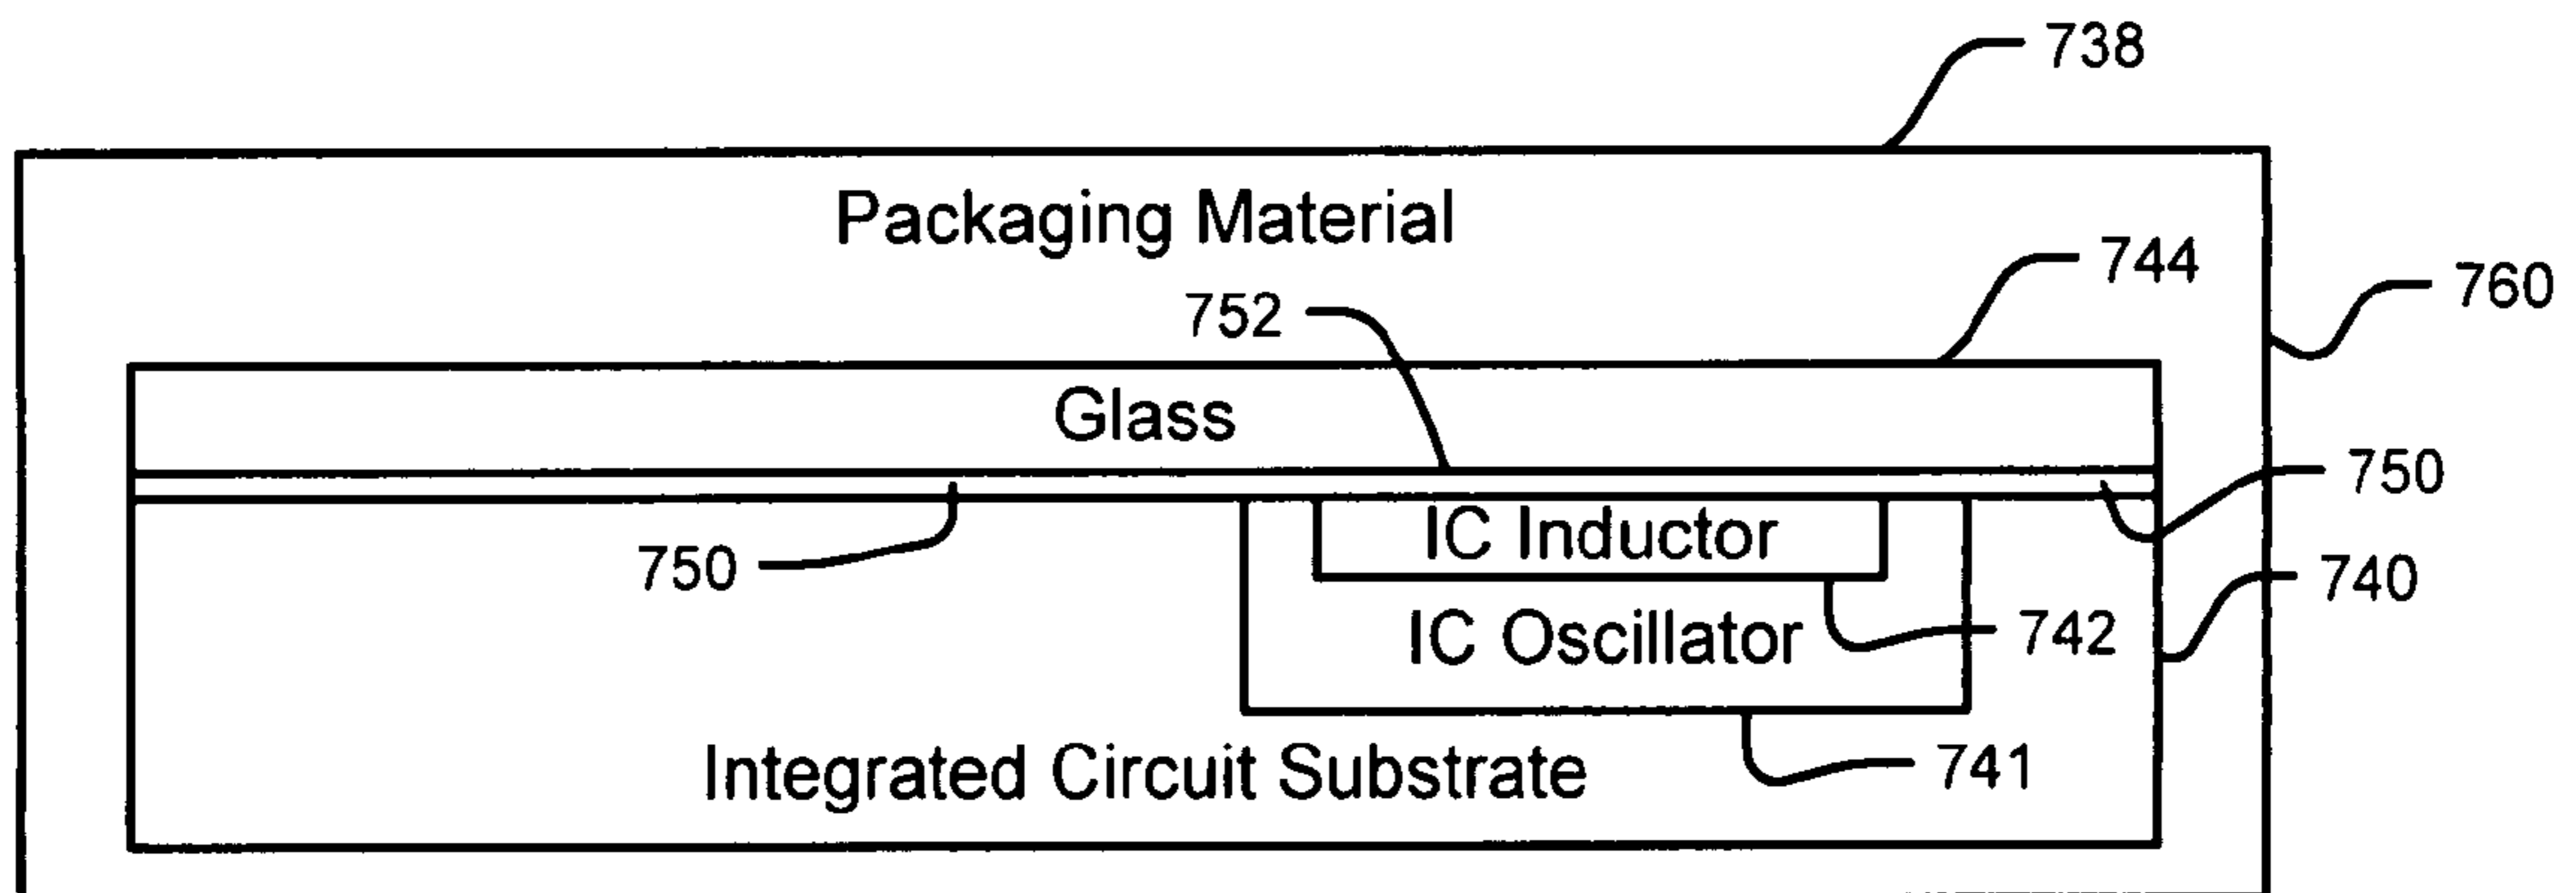 738
Packaging Material
744
760
752
Glass
750
IC Inductor
750
740
IC Oscillator
742
741
Integrated Circuit Substrate